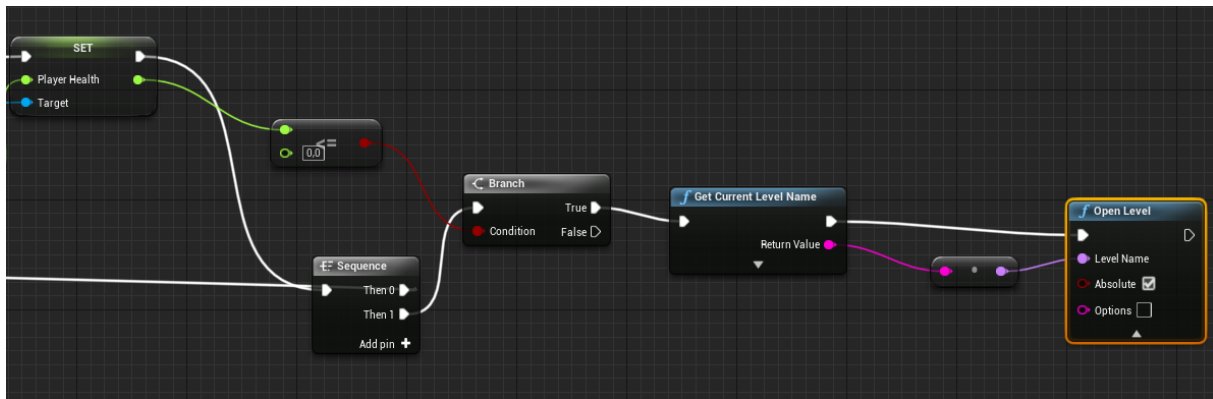 SET
Player Health
Target
<=
0,0
Branch
True
Condition
False
Sequence
Then 0
Then 1
Add pin +
f Get Current Level Name
Return Value
f Open Level
Level Name
Absolute
Options